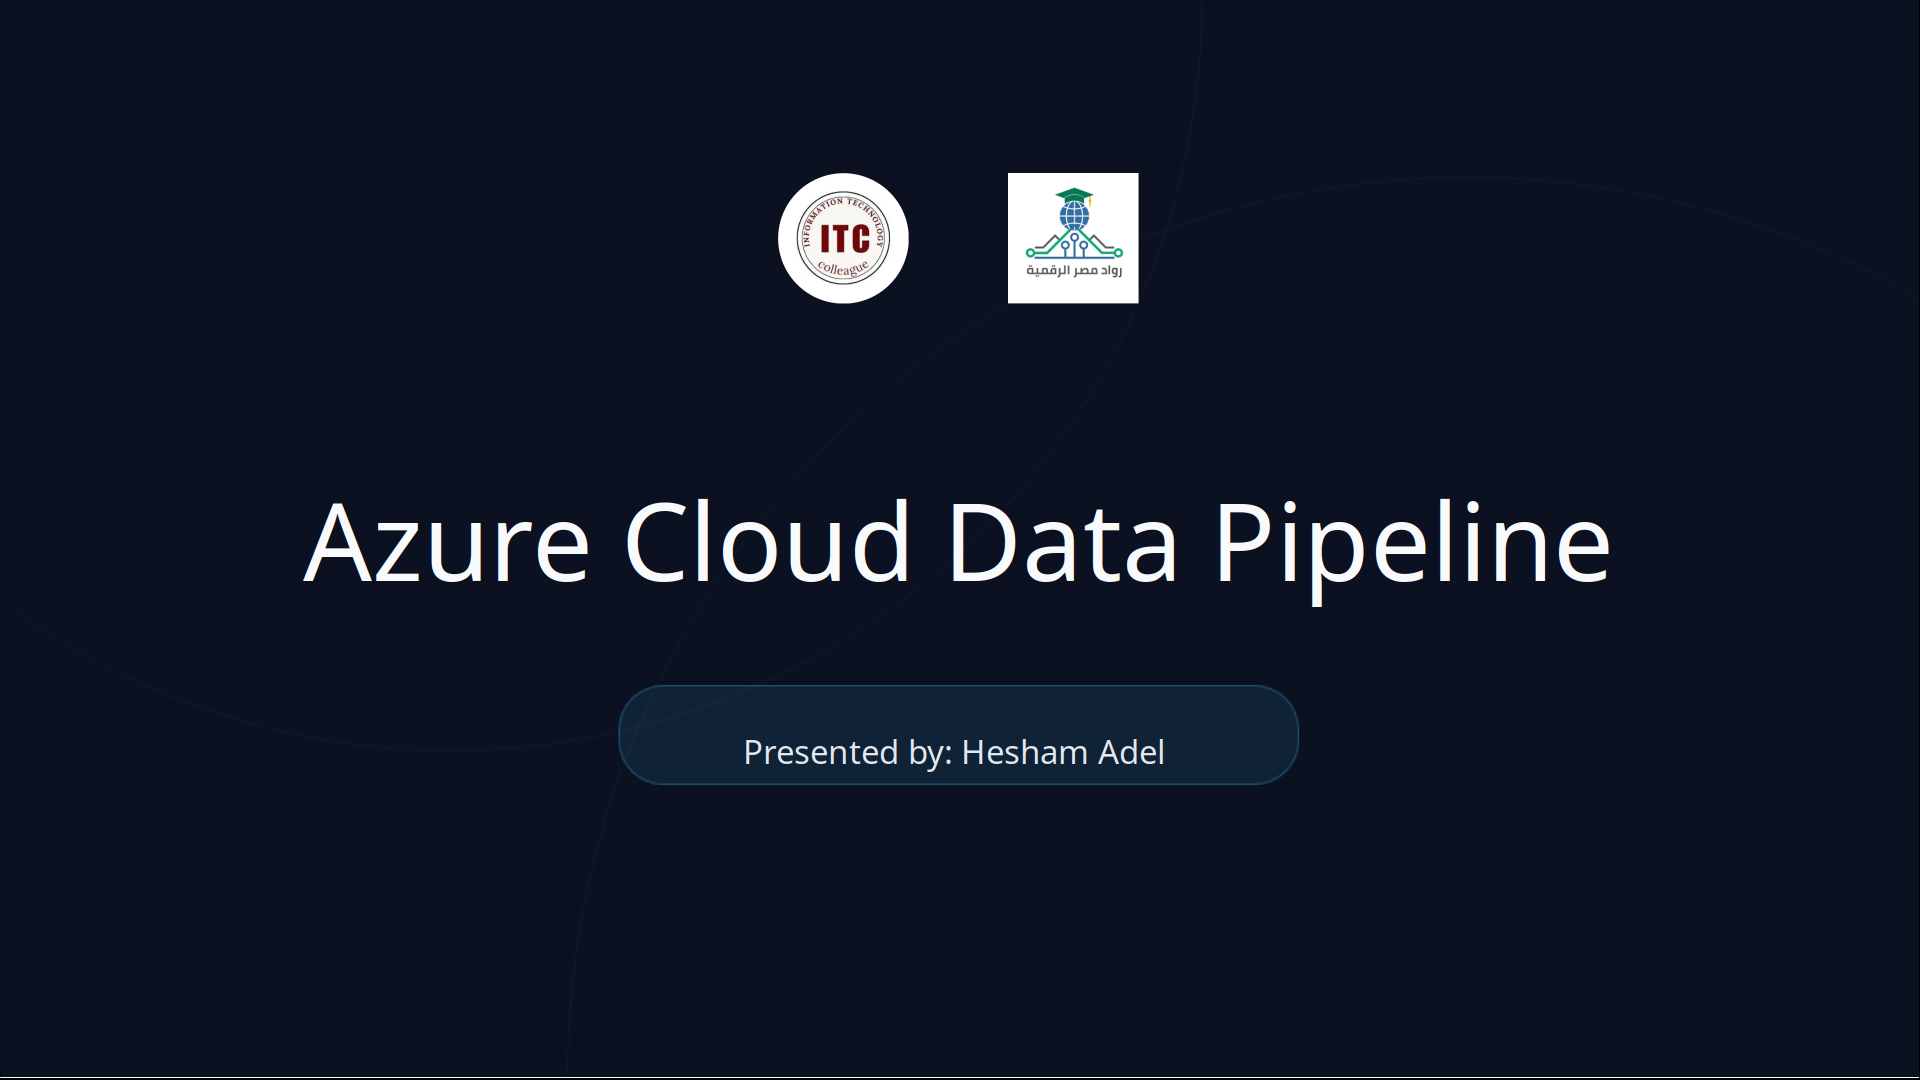 INFORMATION TECHNOLOGY
ITC
colleague
رواد مصر الرقمية
Azure Cloud Data Pipeline
Presented by: Hesham Adel